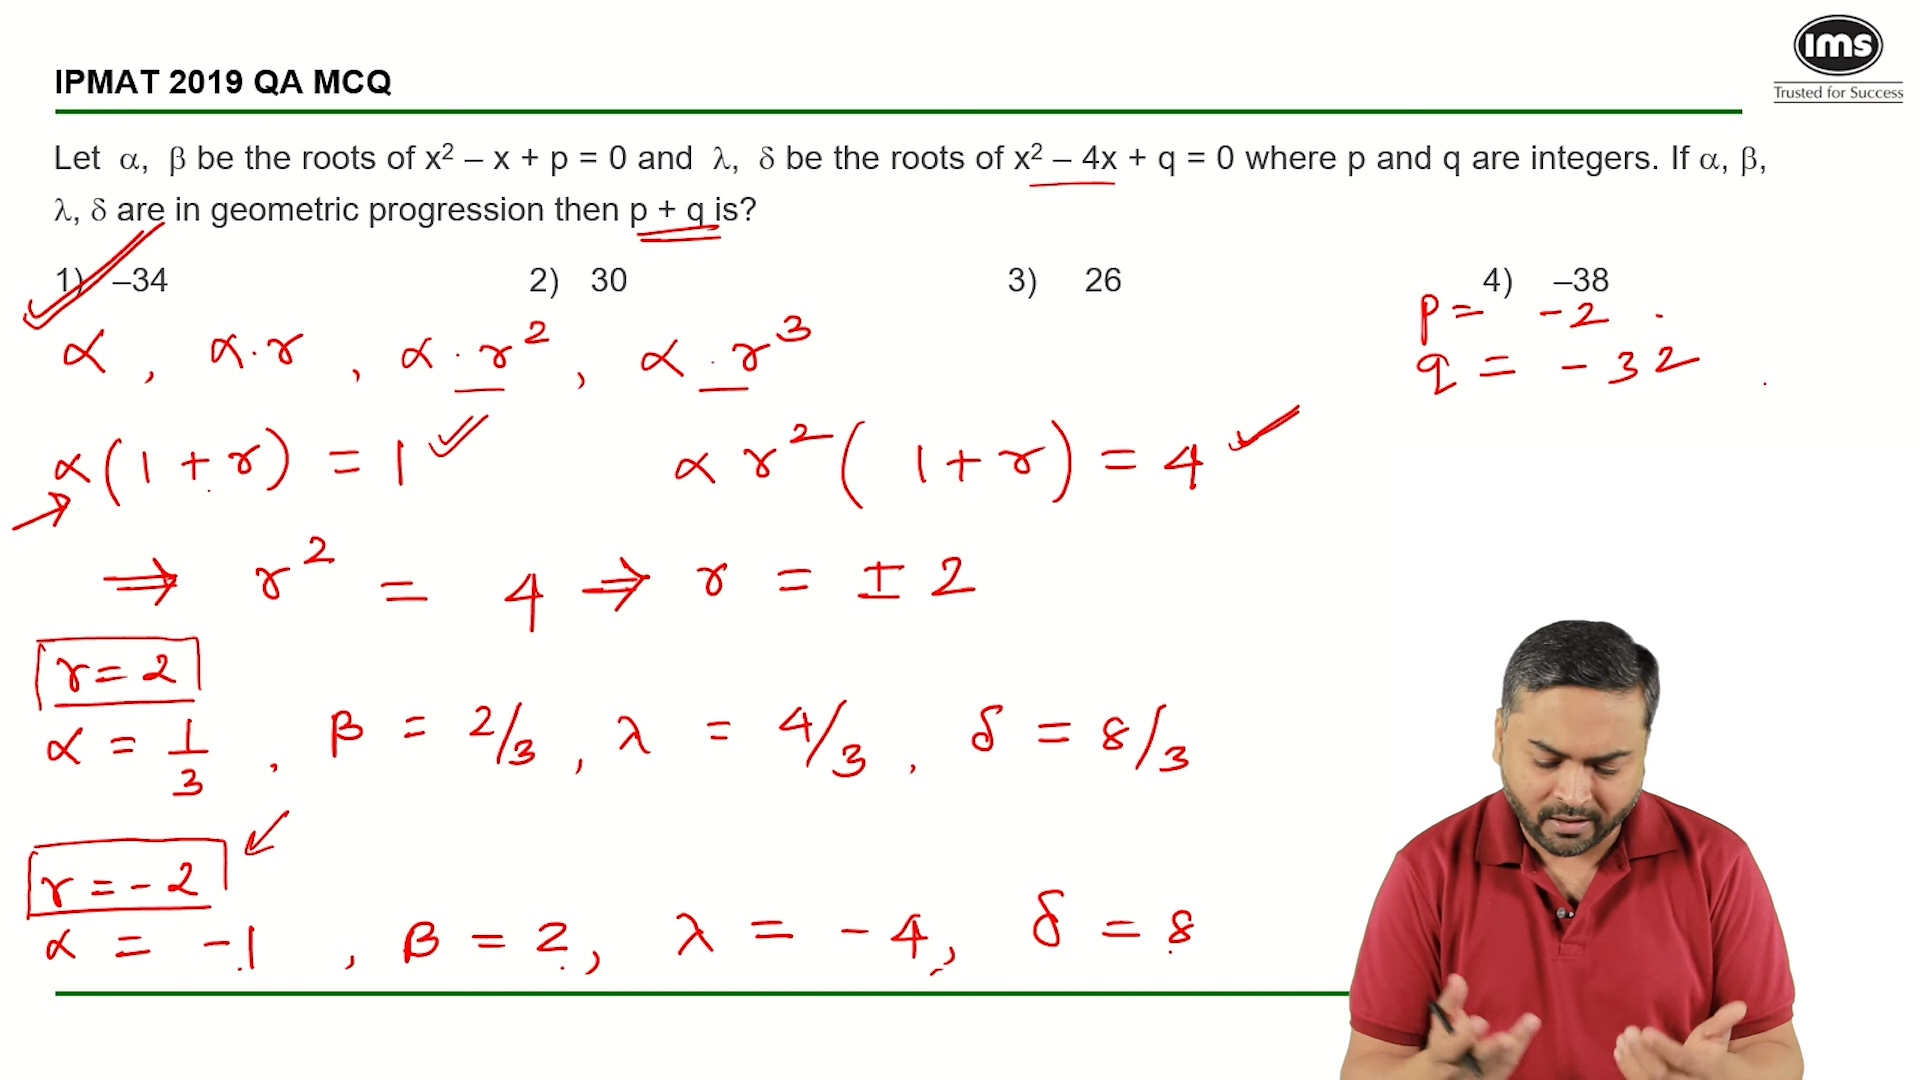 ims
Trusted for Success
IPMAT 2019 QA MCQ
Let α, β be the roots of x² – x + p = 0 and λ, δ be the roots of x² – 4x + q = 0 where p and q are integers. If α, β,
λ, δ are in geometric progression then p + q is?
1) –34 2) 30 3) 26 4) –38
p = -2
q = -32
α, α·r, α·r², α·r³
α(1+r) = 1 αr²(1+r) = 4
⇒ r² = 4 ⇒ r = ±2
r = 2
α = 1/3, β = 2/3, λ = 4/3, δ = 8/3
r = -2
α = -1, β = 2, λ = -4, δ = 8